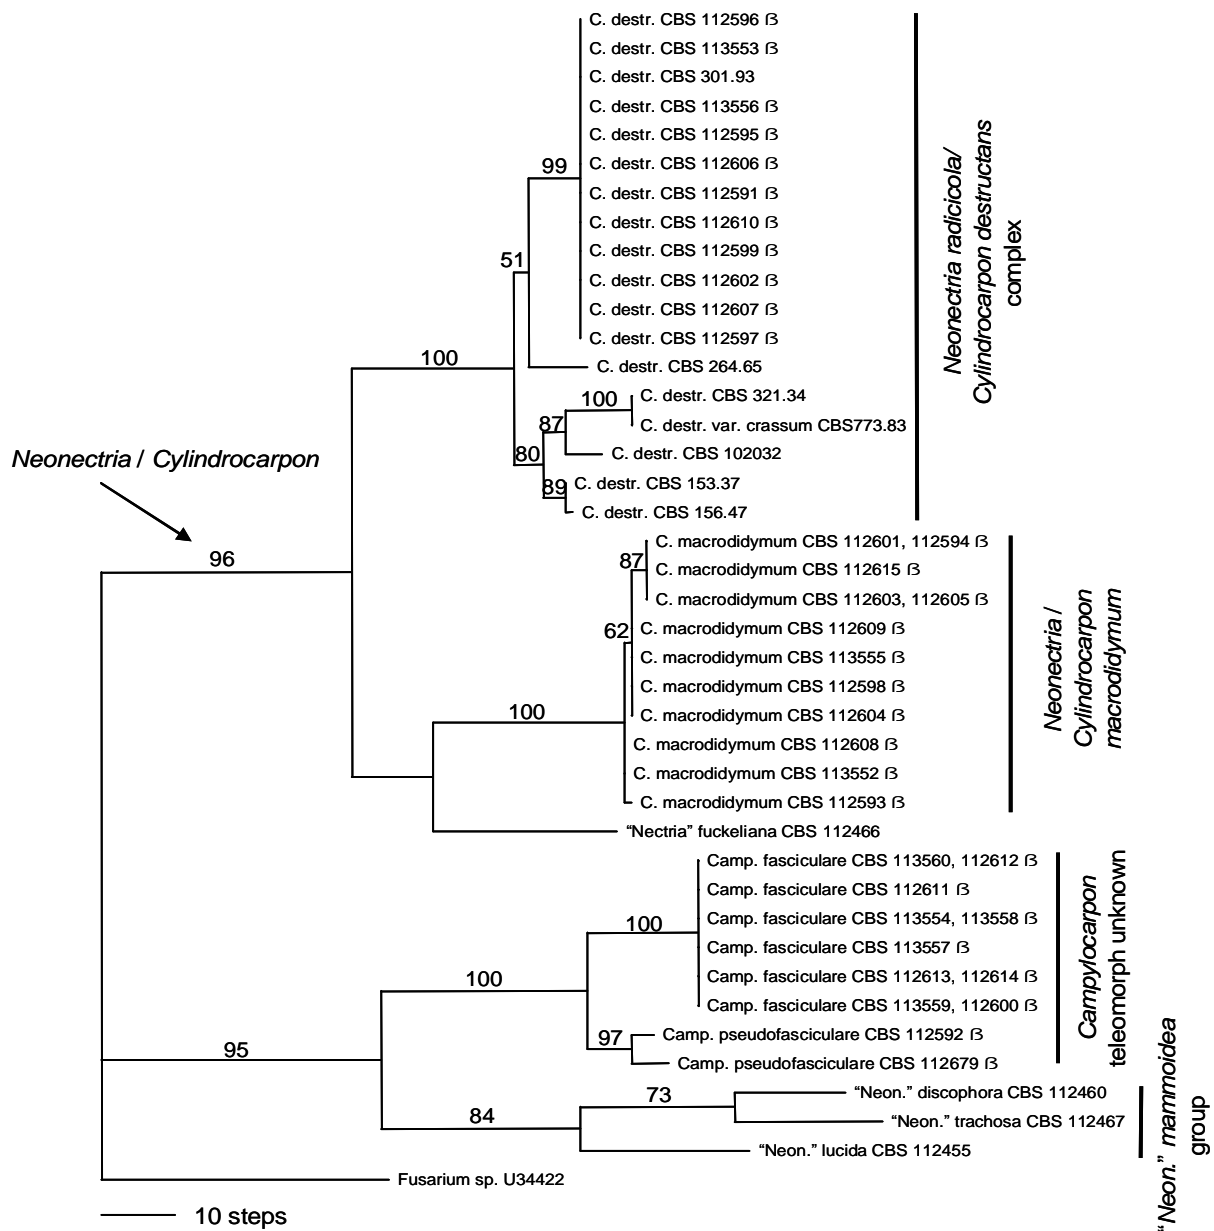 C. destr. CBS 112596 ß
C. destr. CBS 113553 ß
C. destr. CBS 301.93
C. destr. CBS 113556 ß
C. destr. CBS 112595 ß
C. destr. CBS 112606 ß
C. destr. CBS 112591 ß
C. destr. CBS 112610 ß
C. destr. CBS 112599 ß
C. destr. CBS 112602 ß
C. destr. CBS 112607 ß
C. destr. CBS 112597 ß
C. destr. CBS 264.65
C. destr. CBS 321.34
C. destr. var. crassum CBS773.83
C. destr. CBS 102032
C. destr. CBS 153.37
C. destr. CBS 156.47
99
51
100
100
87
80
89
Neonectria radicicola/
Cylindrocarpon destructans
complex
Neonectria / Cylindrocarpon
96
C. macrodidymum CBS 112601, 112594 ß
C. macrodidymum CBS 112615 ß
C. macrodidymum CBS 112603, 112605 ß
C. macrodidymum CBS 112609 ß
C. macrodidymum CBS 113555 ß
C. macrodidymum CBS 112598 ß
C. macrodidymum CBS 112604 ß
C. macrodidymum CBS 112608 ß
C. macrodidymum CBS 113552 ß
C. macrodidymum CBS 112593 ß
87
62
100
Neonectria /
Cylindrocarpon
macrodidymum
“Nectria” fuckeliana CBS 112466
Camp. fasciculare CBS 113560, 112612 ß
Camp. fasciculare CBS 112611 ß
Camp. fasciculare CBS 113554, 113558 ß
Camp. fasciculare CBS 113557 ß
Camp. fasciculare CBS 112613, 112614 ß
Camp. fasciculare CBS 113559, 112600 ß
Camp. pseudofasciculare CBS 112592 ß
Camp. pseudofasciculare CBS 112679 ß
100
100
97
95
Campylocarpon
teleomorph unknown
“Neon.” discophora CBS 112460
“Neon.” trachosa CBS 112467
“Neon.” lucida CBS 112455
73
84
“Neon.” mammoidea
group
Fusarium sp. U34422
10 steps